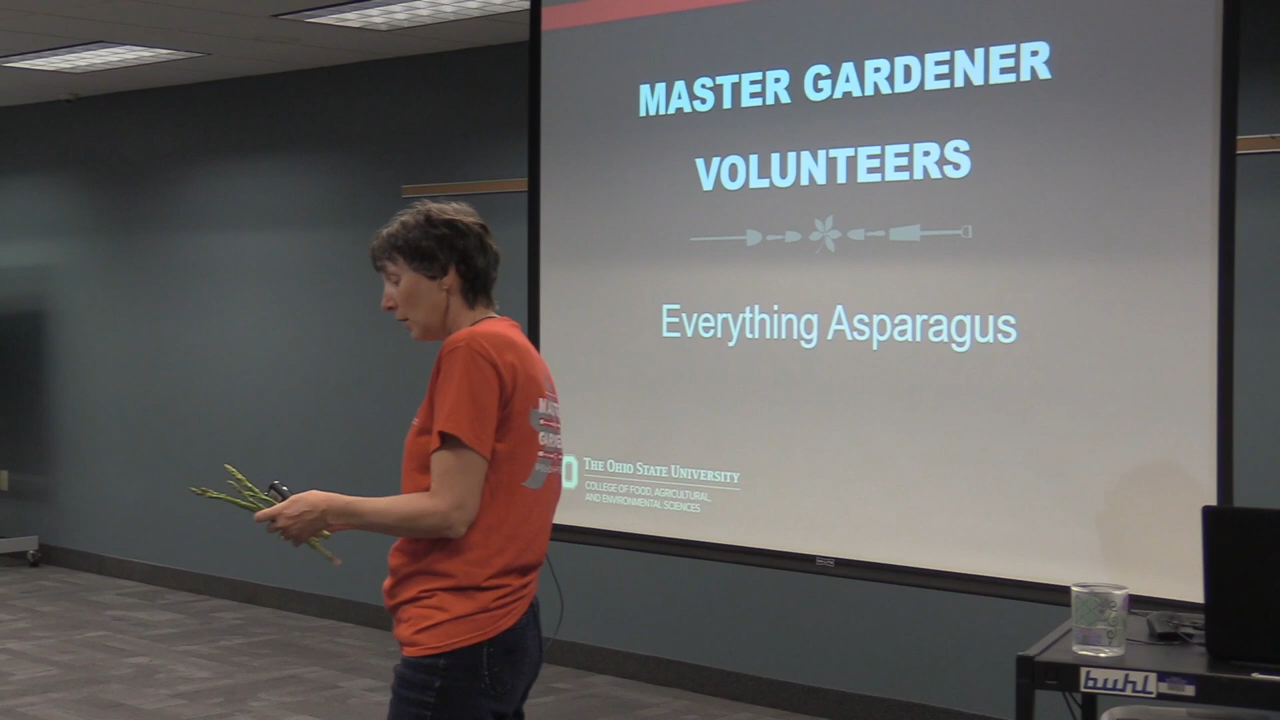 MASTER GARDENER
VOLUNTEERS
Everything Asparagus
THE OHIO STATE UNIVERSITY
COLLEGE OF FOOD, AGRICULTURAL,
AND ENVIRONMENTAL SCIENCES
buhl